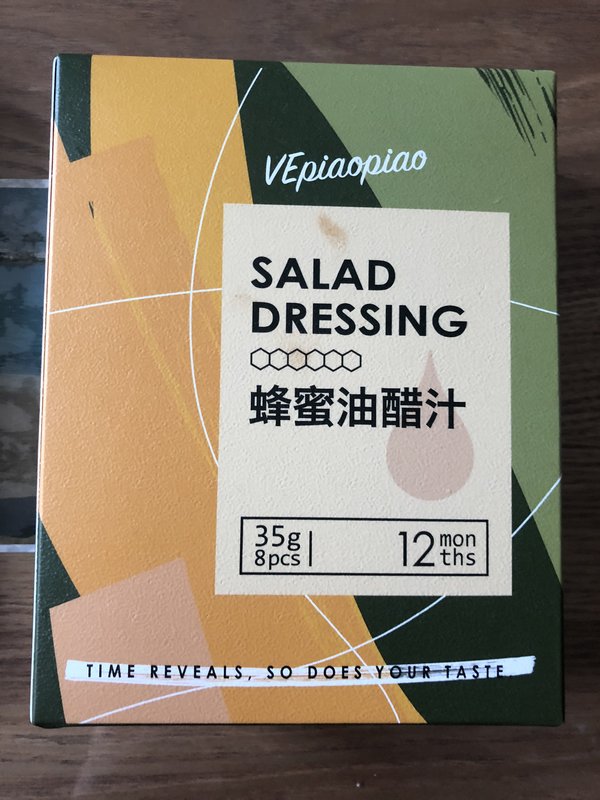 VEpiaopiao
SALAD
DRESSING
蜂蜜油醋汁
35g
8pcs
12 mon
ths
TIME REVEALS, SO DOES YOUR TASTE